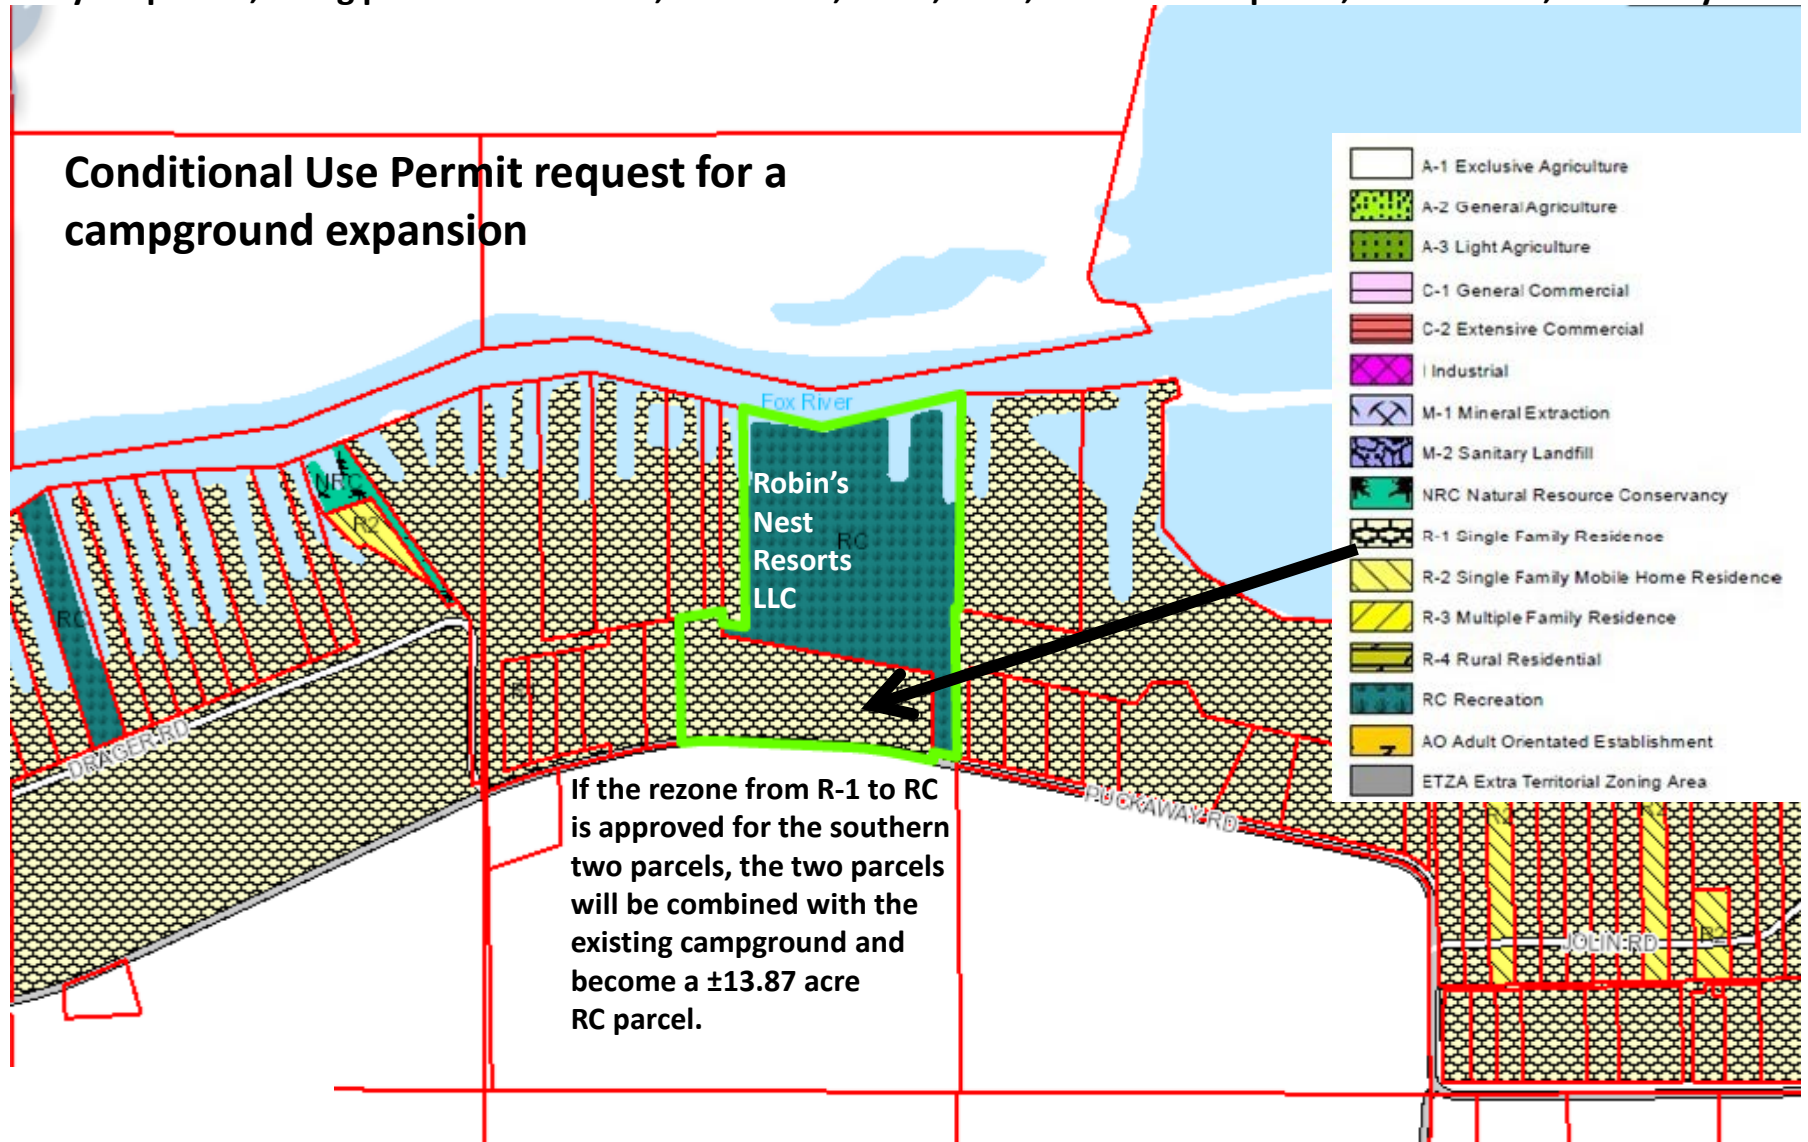 Conditional Use Permit request for a
campground expansion
A-1 Exclusive Agriculture
A-2 General Agriculture
A-3 Light Agriculture
C-1 General Commercial
C-2 Extensive Commercial
I Industrial
M-1 Mineral Extraction
M-2 Sanitary Landfill
NRC Natural Resource Conservancy
R-1 Single Family Residence
R-2 Single Family Mobile Home Residence
R-3 Multiple Family Residence
R-4 Rural Residential
RC Recreation
AO Adult Orientated Establishment
ETZA Extra Territorial Zoning Area
Fox River
Robin's
Nest
Resorts
LLC
RC
NRC
R2
RC
DRAGER RD
If the rezone from R-1 to RC
is approved for the southern
two parcels, the two parcels
will be combined with the
existing campground and
become a ±13.87 acre
RC parcel.
PUCKAWAY RD
R2
R2
R2
JOLIN RD